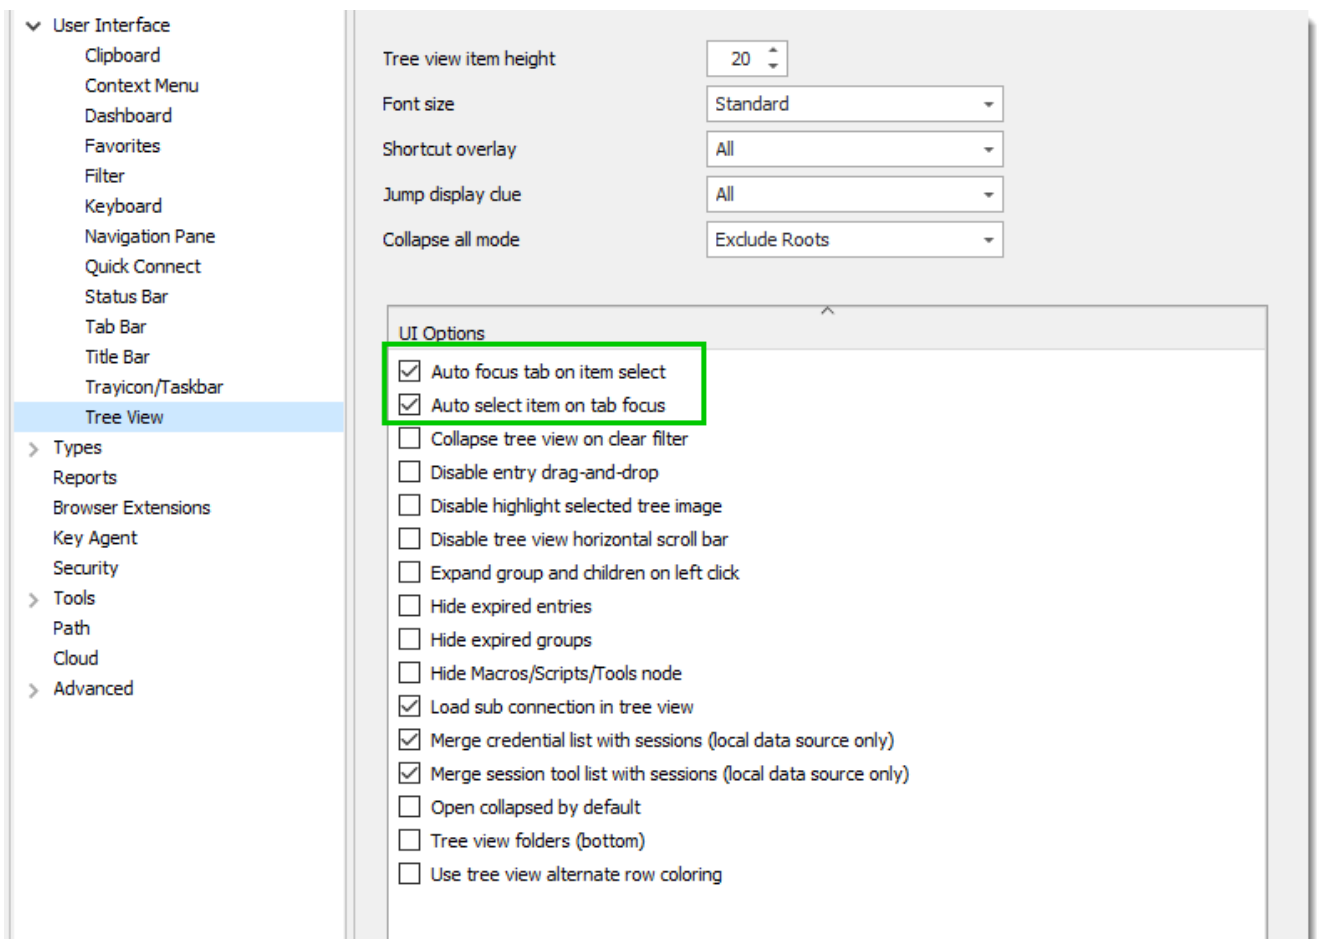 User Interface
Clipboard
Context Menu
Dashboard
Favorites
Filter
Keyboard
Navigation Pane
Quick Connect
Status Bar
Tab Bar
Title Bar
Trayicon/Taskbar
Tree View
Types
Reports
Browser Extensions
Key Agent
Security
Tools
Path
Cloud
Advanced
Tree view item height 20
Font size Standard
Shortcut overlay All
Jump display clue All
Collapse all mode Exclude Roots
UI Options
Auto focus tab on item select
Auto select item on tab focus
Collapse tree view on clear filter
Disable entry drag-and-drop
Disable highlight selected tree image
Disable tree view horizontal scroll bar
Expand group and children on left click
Hide expired entries
Hide expired groups
Hide Macros/Scripts/Tools node
Load sub connection in tree view
Merge credential list with sessions (local data source only)
Merge session tool list with sessions (local data source only)
Open collapsed by default
Tree view folders (bottom)
Use tree view alternate row coloring